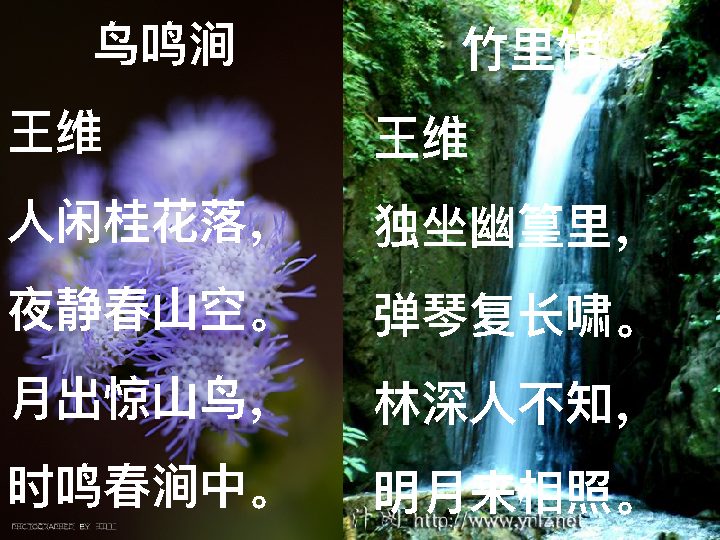 鸟鸣涧
王维
人闲桂花落，
夜静春山空。
月出惊山鸟，
时鸣春涧中。
PHOTOGRAPHED BY
竹里馆
王维
独坐幽篁里，
弹琴复长啸。
林深人不知，
明月来相照。
http://www.ynlz.net